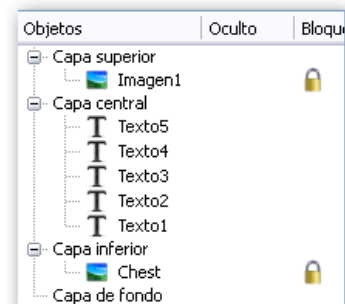 Objetos Oculto Bloqu
Capa superior
Imagen1
Capa central
Texto5
Texto4
Texto3
Texto2
Texto1
Capa inferior
Chest
Capa de fondo